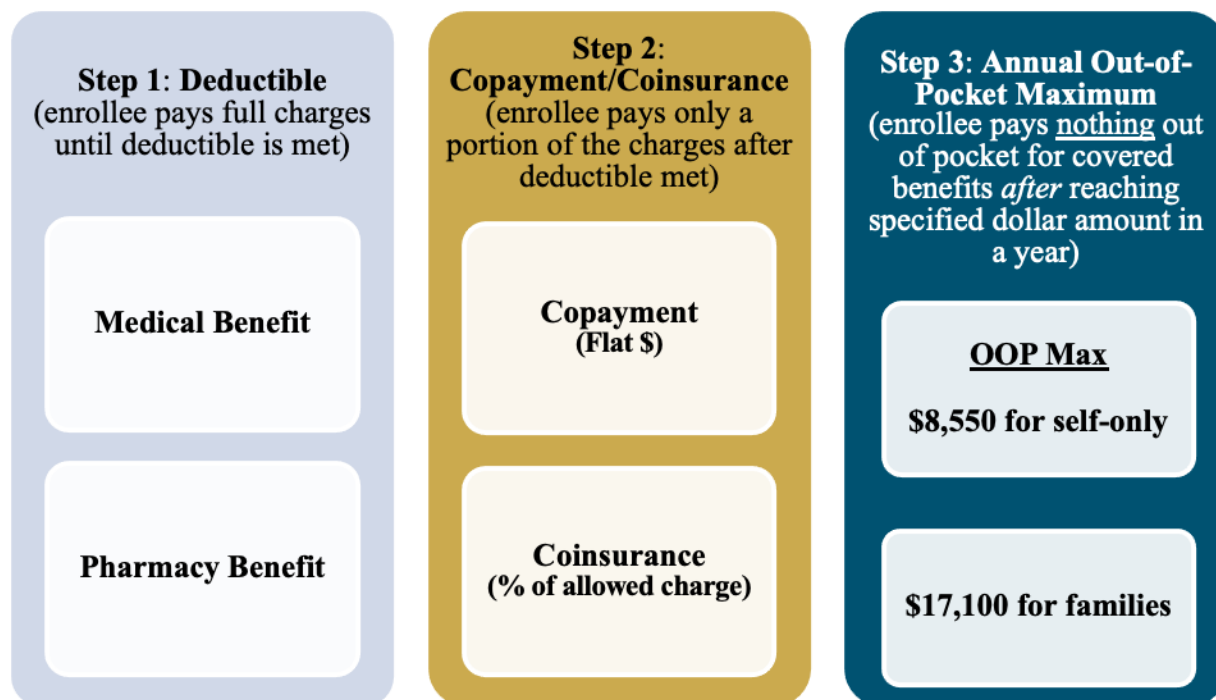 Step 1: Deductible
(enrollee pays full charges
until deductible is met)
Medical Benefit
Pharmacy Benefit
Step 2:
Copayment/Coinsurance
(enrollee pays only a
portion of the charges after
deductible met)
Copayment
(Flat $)
Coinsurance
(% of allowed charge)
Step 3: Annual Out-of-
Pocket Maximum
(enrollee pays nothing out
of pocket for covered
benefits after reaching
specified dollar amount in
a year)
OOP Max
$8,550 for self-only
$17,100 for families